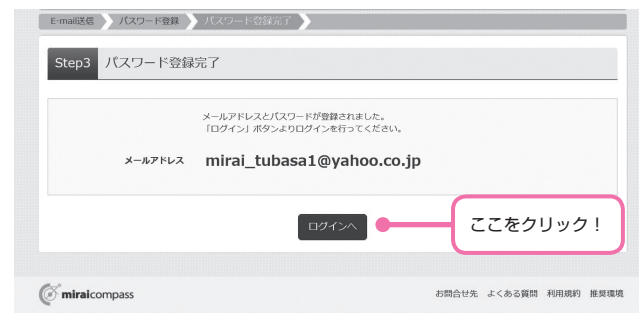 E-mail送信 パスワード登録 パスワード登録完了
Step3 パスワード登録完了
メールアドレスとパスワードが登録されました。
「ログイン」ボタンよりログインを行ってください。
メールアドレス mirai_tubasa1@yahoo.co.jp
ログインへ
ここをクリック！
miraicompass お問合せ先 よくある質問 利用規約 推奨環境